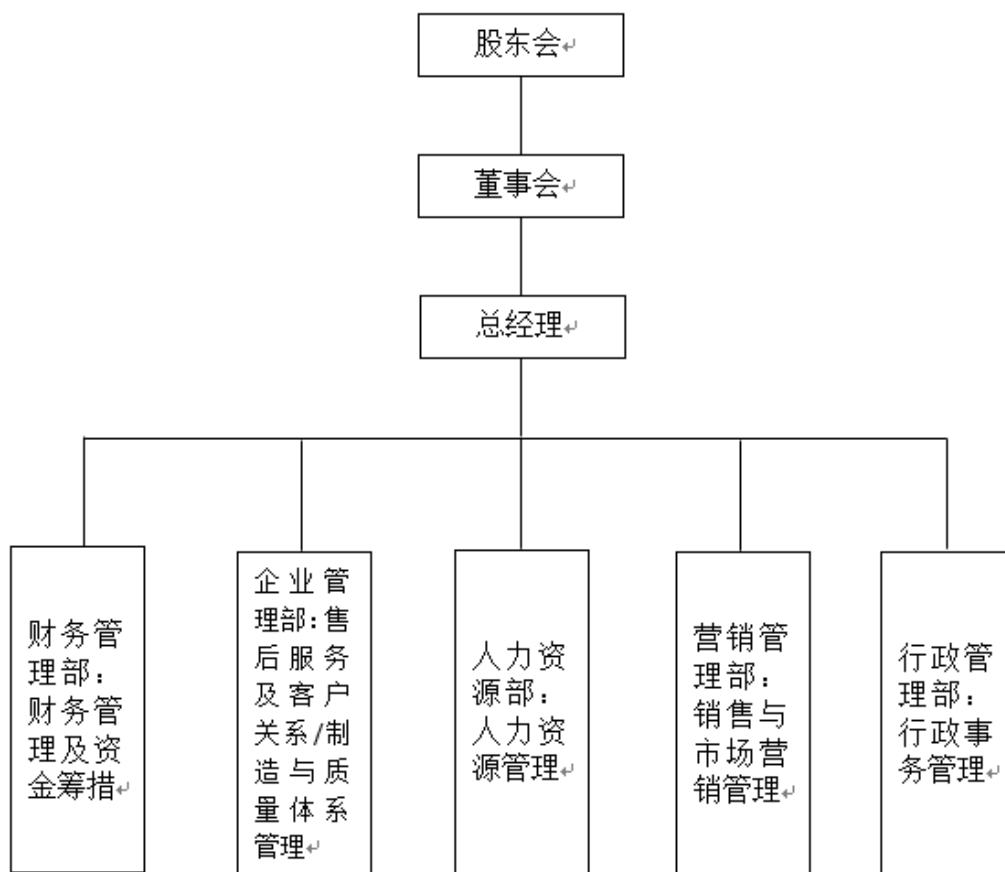 股东会
董事会
总经理
财务管
理部：
财务管
理及资
金筹措
企业管
理部：售
后服务
及客户
关系/制
造与质
量体系
管理
人力资
源部：
人力资
源管理
营销管
理部：
销售与
市场营
销管理
行政管
理部：
行政事
务管理